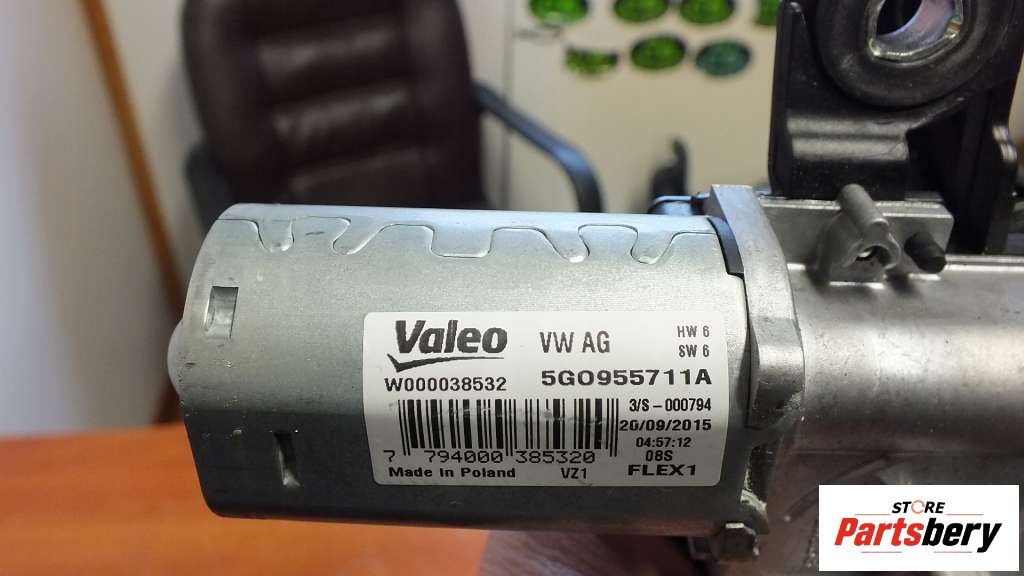 Valeo VW AG HW 6
SW 6
W000038532 5G0955711A
3/S-000794
20/09/2015
04:57:12
08S
7 794000 385320
Made in Poland VZ1 FLEX1
STORE
Partsbery